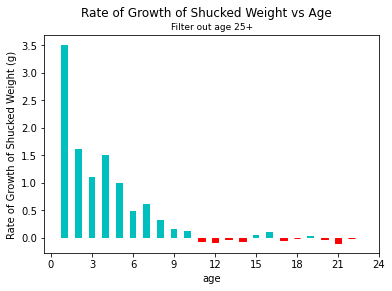 Rate of Growth of Shucked Weight vs Age
Filter out age 25+
Rate of Growth of Shucked Weight (g)
3.5
3.0
2.5
2.0
1.5
1.0
0.5
0.0
0 3 6 9 12 15 18 21 24
age